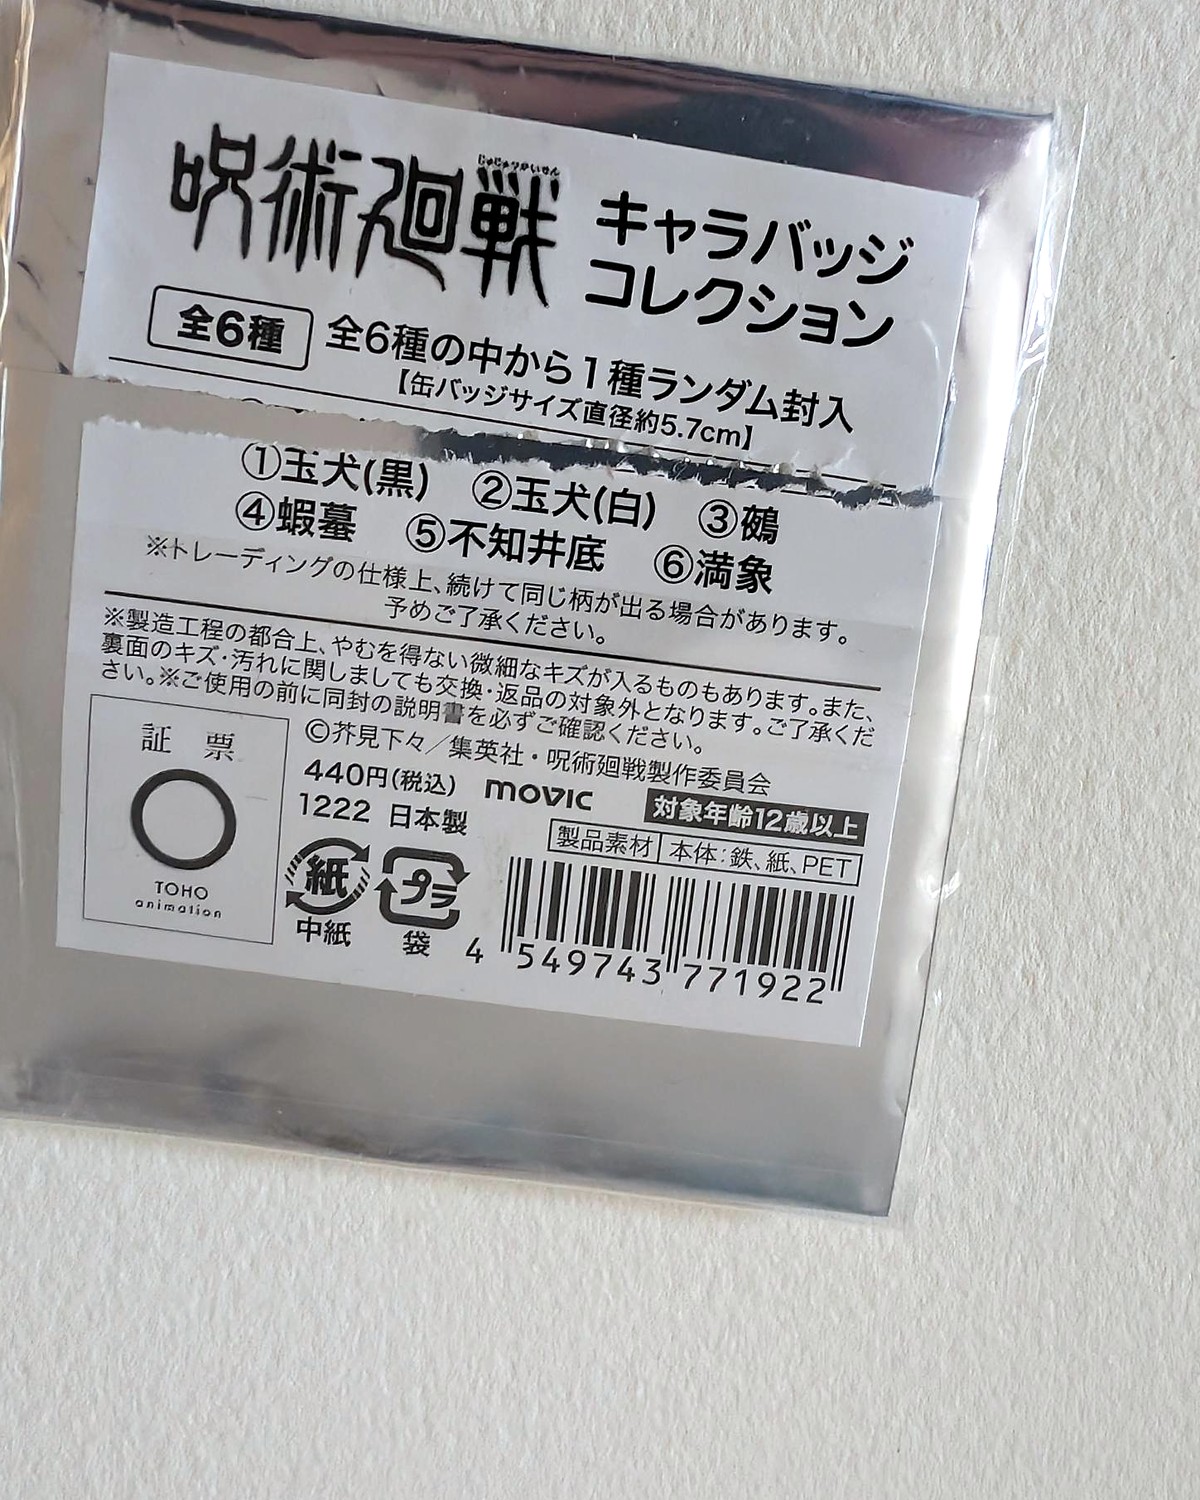 じゅじゅつかいせん
呪術廻戦
キャラバッジ
コレクション
全6種
全6種の中から1種ランダム封入
【缶バッジサイズ直径約5.7cm】
①玉犬(黒) ②玉犬(白) ③鵺
④蝦蟇 ⑤不知井底 ⑥満象
※トレーディングの仕様上、続けて同じ柄が出る場合があります。
予めご了承ください。
※製造工程の都合上、やむを得ない微細なキズが入るものもあります。また、
裏面のキズ・汚れに関しましても交換・返品の対象外となります。ご了承くだ
さい。※ご使用の前に同封の説明書を必ずご確認ください。
©芥見下々／集英社・呪術廻戦製作委員会
証 票
TOHO
animation
440円(税込)
1222 日本製
movic
対象年齢12歳以上
製品素材 本体:鉄、紙、PET
紙
中紙
プラ
袋
4 549743 771922